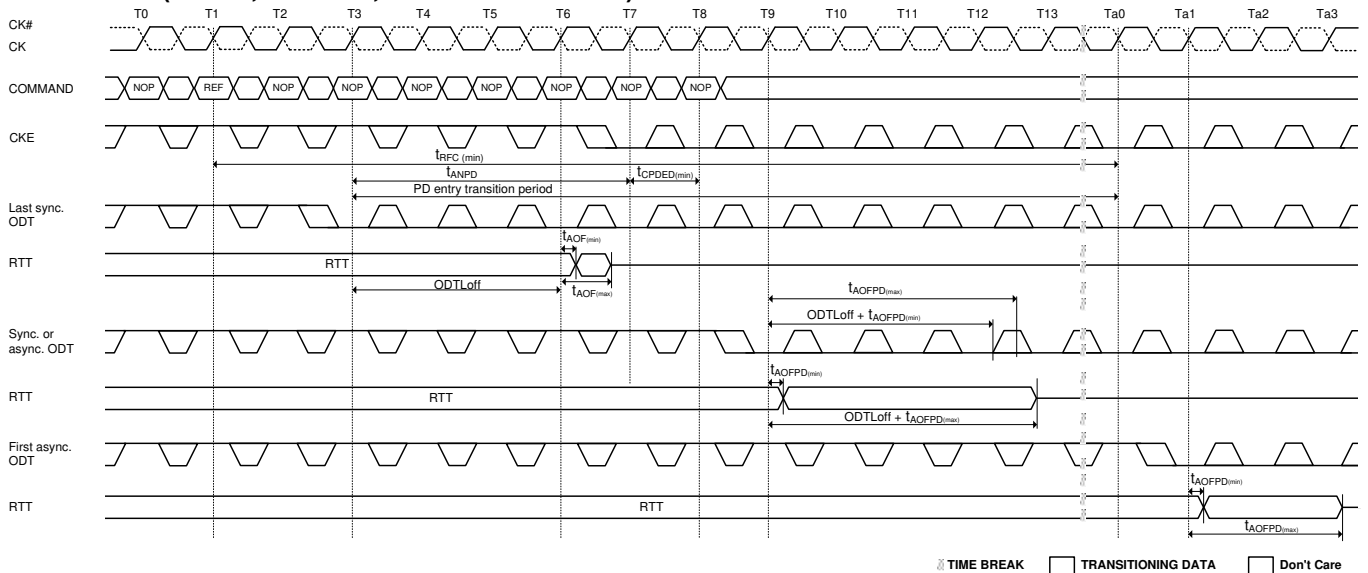 T0 T1 T2 T3 T4 T5 T6 T7 T8 T9 T10 T11 T12 T13 Ta0 Ta1 Ta2 Ta3
CK#
CK
COMMAND
NOP REF NOP NOP NOP NOP NOP NOP NOP
CKE
tRFC (min)
tANPD tCPDED(min)
PD entry transition period
Last sync.
ODT
tAOF(min)
RTT RTT
ODTLoff tAOF(max)
tAOFPD(max)
ODTLoff + tAOFPD(min)
Sync. or
async. ODT
tAOFPD(min)
RTT RTT
ODTLoff + tAOFPD(max)
First async.
ODT
tAOFPD(min)
RTT RTT
tAOFPD(max)
TIME BREAK TRANSITIONING DATA Don't Care